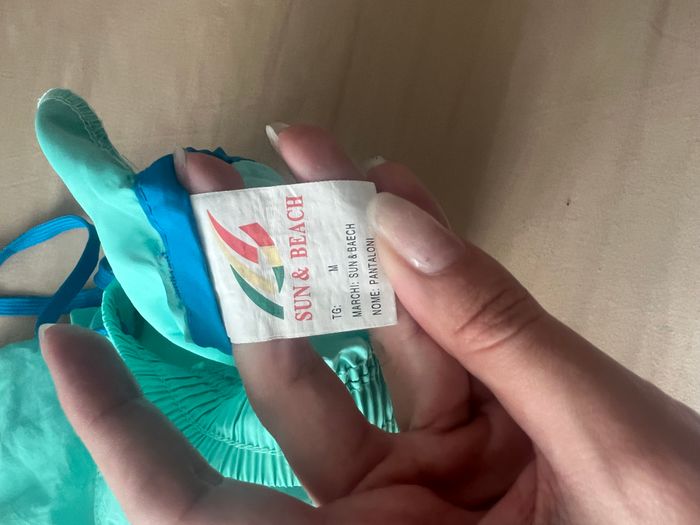 SUN & BEACH
TG: M
MARCHI: SUN & BAECH
NOME: PANTALONI